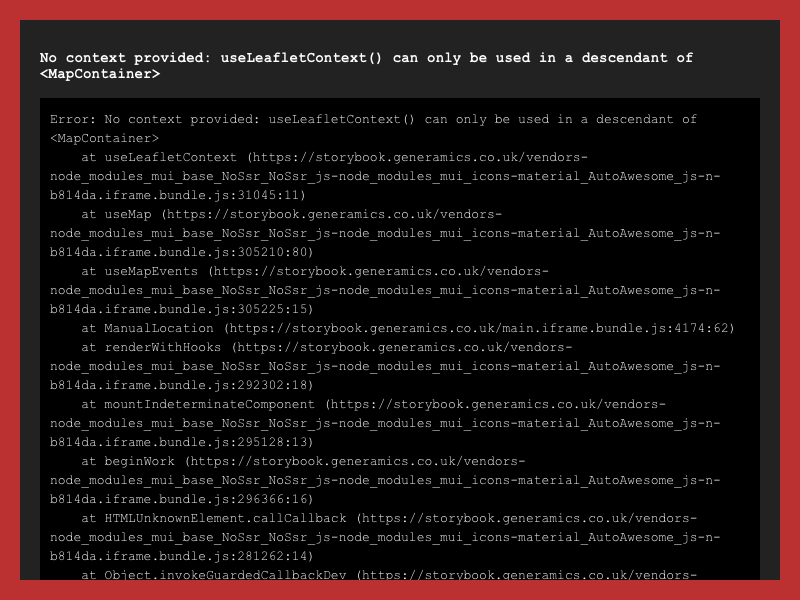 No context provided: useLeafletContext() can only be used in a descendant of
<MapContainer>
Error: No context provided: useLeafletContext() can only be used in a descendant of
<MapContainer>
    at useLeafletContext (https://storybook.generamics.co.uk/vendors-
node_modules_mui_base_NoSsr_NoSsr_js-node_modules_mui_icons-material_AutoAwesome_js-n-
b814da.iframe.bundle.js:31045:11)
    at useMap (https://storybook.generamics.co.uk/vendors-
node_modules_mui_base_NoSsr_NoSsr_js-node_modules_mui_icons-material_AutoAwesome_js-n-
b814da.iframe.bundle.js:305210:80)
    at useMapEvents (https://storybook.generamics.co.uk/vendors-
node_modules_mui_base_NoSsr_NoSsr_js-node_modules_mui_icons-material_AutoAwesome_js-n-
b814da.iframe.bundle.js:305225:15)
    at ManualLocation (https://storybook.generamics.co.uk/main.iframe.bundle.js:4174:62)
    at renderWithHooks (https://storybook.generamics.co.uk/vendors-
node_modules_mui_base_NoSsr_NoSsr_js-node_modules_mui_icons-material_AutoAwesome_js-n-
b814da.iframe.bundle.js:292302:18)
    at mountIndeterminateComponent (https://storybook.generamics.co.uk/vendors-
node_modules_mui_base_NoSsr_NoSsr_js-node_modules_mui_icons-material_AutoAwesome_js-n-
b814da.iframe.bundle.js:295128:13)
    at beginWork (https://storybook.generamics.co.uk/vendors-
node_modules_mui_base_NoSsr_NoSsr_js-node_modules_mui_icons-material_AutoAwesome_js-n-
b814da.iframe.bundle.js:296366:16)
    at HTMLUnknownElement.callCallback (https://storybook.generamics.co.uk/vendors-
node_modules_mui_base_NoSsr_NoSsr_js-node_modules_mui_icons-material_AutoAwesome_js-n-
b814da.iframe.bundle.js:281262:14)
    at Object.invokeGuardedCallbackDev (https://storybook.generamics.co.uk/vendors-